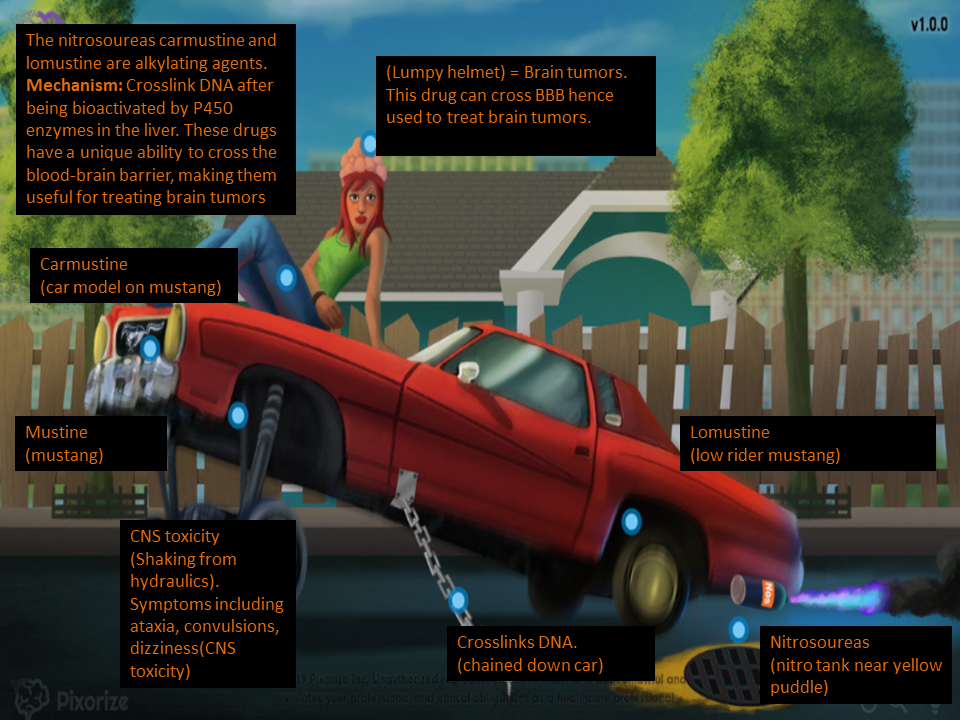 The nitrosoureas carmustine and
lomustine are alkylating agents.
Mechanism: Crosslink DNA after
being bioactivated by P450
enzymes in the liver. These drugs
have a unique ability to cross the
blood-brain barrier, making them
useful for treating brain tumors
v1.0.0
(Lumpy helmet) = Brain tumors.
This drug can cross BBB hence
used to treat brain tumors.
Carmustine
(car model on mustang)
Mustine
(mustang)
Lomustine
(low rider mustang)
CNS toxicity
(Shaking from
hydraulics).
Symptoms including
ataxia, convulsions,
dizziness(CNS
toxicity)
Nos
Crosslinks DNA.
(chained down car)
Nitrosoureas
(nitro tank near yellow
puddle)
Pixorize
19 Pixorize Inc. Unauthorized and
violates your professional and ethical obligations as a healthcare professional.